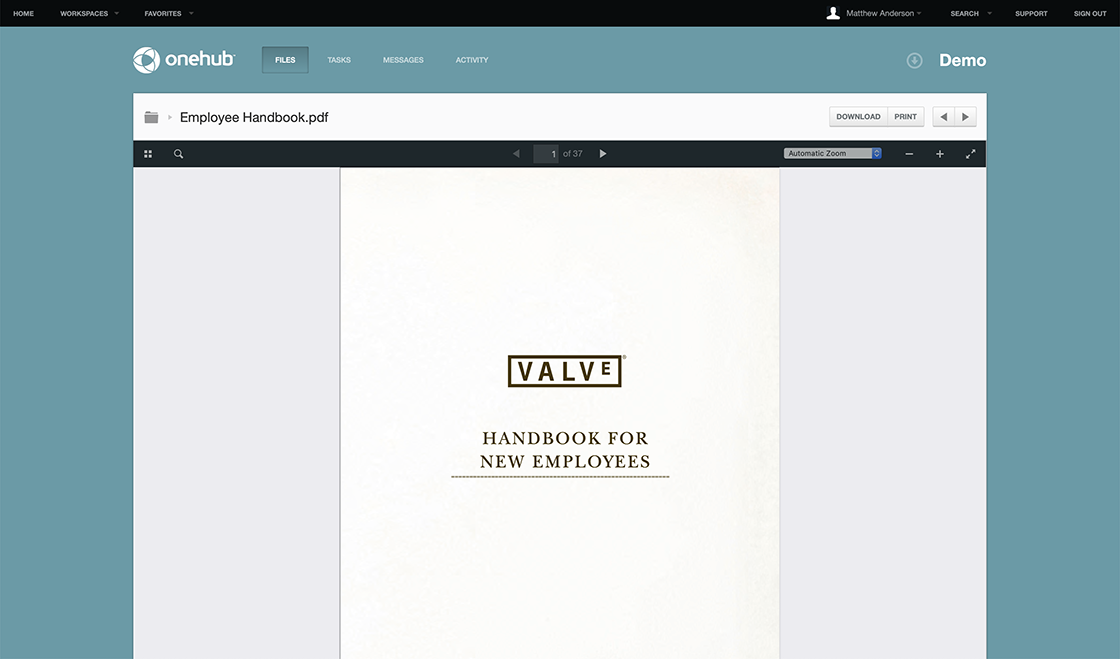 HOME WORKSPACES FAVORITES Matthew Anderson SEARCH SUPPORT SIGN OUT
onehub FILES TASKS MESSAGES ACTIVITY Demo
Employee Handbook.pdf DOWNLOAD PRINT
1 of 37 Automatic Zoom
VALVE®
HANDBOOK FOR
NEW EMPLOYEES